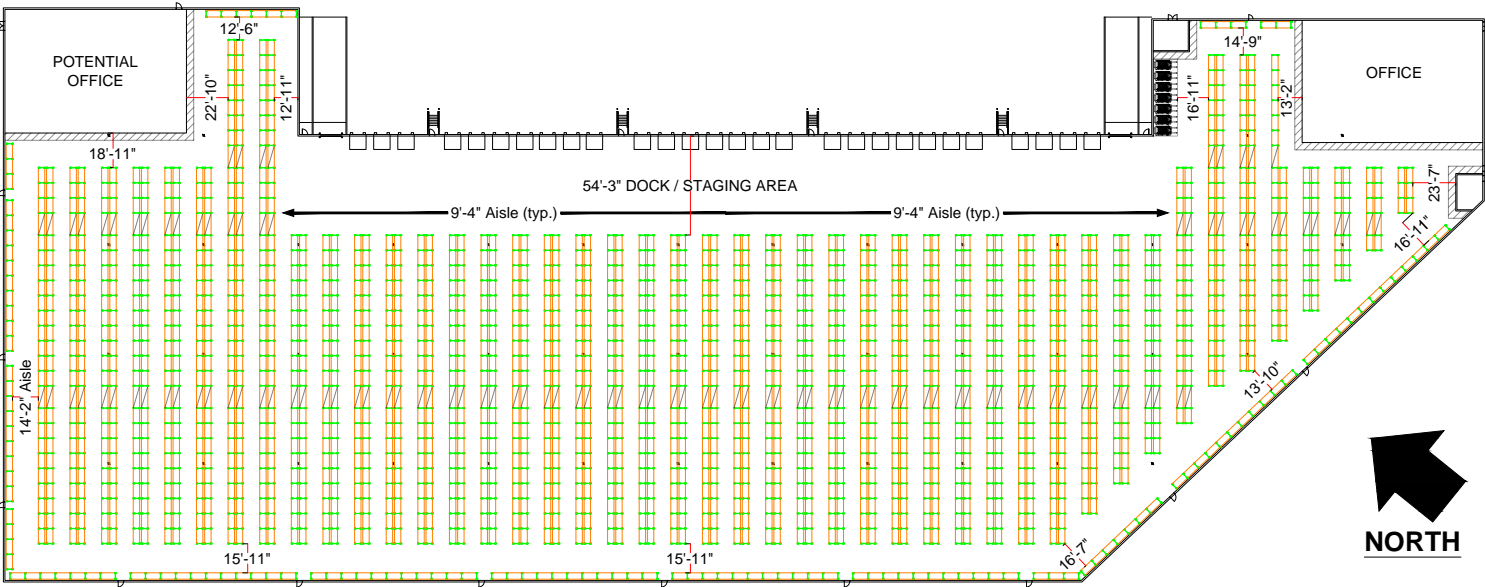 12'-6"
14'-9"
POTENTIAL
OFFICE
OFFICE
22'-10"
12'-11"
16'-11"
13'-2"
18'-11"
54'-3" DOCK / STAGING AREA
23'-7"
9'-4" Aisle (typ.)
9'-4" Aisle (typ.)
16'-11"
14'-2" Aisle
13'-10"
15'-11"
15'-11"
16'-7"
NORTH